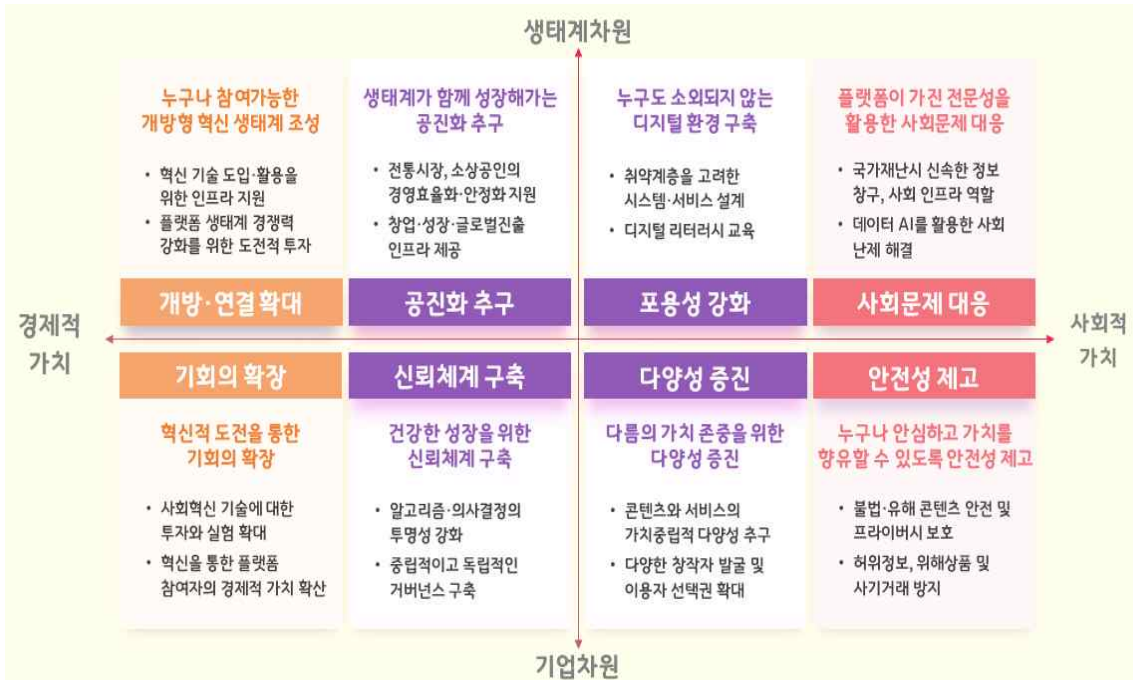 생태계차원
누구나 참여가능한
개방형 혁신 생태계 조성
• 혁신 기술 도입·활용을
위한 인프라 지원
• 플랫폼 생태계 경쟁력
강화를 위한 도전적 투자
개방·연결 확대
생태계가 함께 성장해가는
공진화 추구
• 전통시장, 소상공인의
경영효율화·안정화 지원
• 창업·성장·글로벌진출
인프라 제공
공진화 추구
누구도 소외되지 않는
디지털 환경 구축
• 취약계층을 고려한
시스템·서비스 설계
• 디지털 리터러시 교육
포용성 강화
플랫폼이 가진 전문성을
활용한 사회문제 대응
• 국가재난시 신속한 정보
창구, 사회 인프라 역할
• 데이터 AI를 활용한 사회
난제 해결
사회문제 대응
경제적
가치
사회적
가치
기회의 확장
혁신적 도전을 통한
기회의 확장
• 사회혁신 기술에 대한
투자와 실험 확대
• 혁신을 통한 플랫폼
참여자의 경제적 가치 확산
신뢰체계 구축
건강한 성장을 위한
신뢰체계 구축
• 알고리즘·의사결정의
투명성 강화
• 중립적이고 독립적인
거버넌스 구축
다양성 증진
다름의 가치 존중을 위한
다양성 증진
• 콘텐츠와 서비스의
가치중립적 다양성 추구
• 다양한 창작자 발굴 및
이용자 선택권 확대
안전성 제고
누구나 안심하고 가치를
향유할 수 있도록 안전성 제고
• 불법·유해 콘텐츠 안전 및
프라이버시 보호
• 허위정보, 위해상품 및
사기거래 방지
기업차원